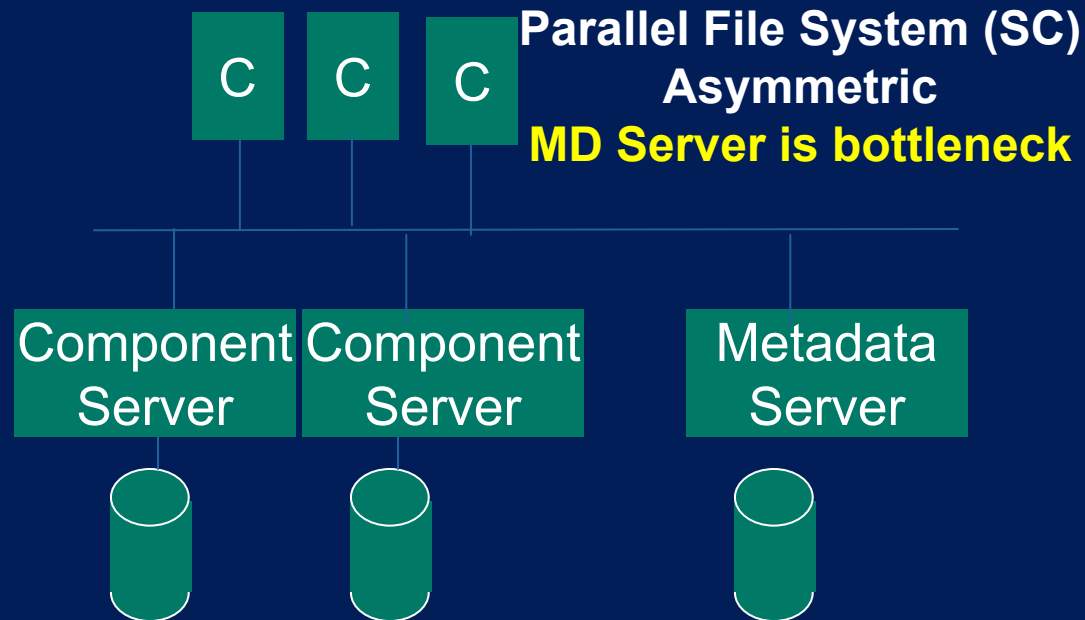 Parallel File System (SC)
Asymmetric
MD Server is bottleneck
C
C
C
Component
Server
Component
Server
Metadata
Server